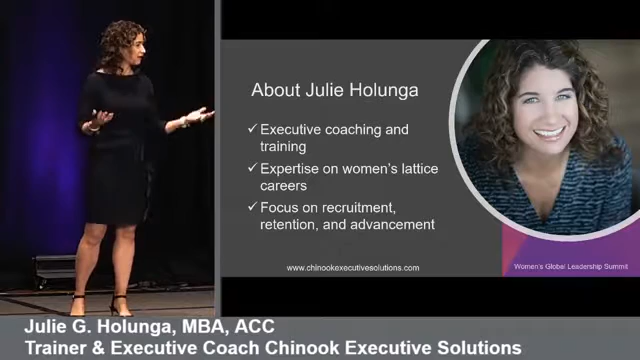 About Julie Holunga
✓ Executive coaching and
training
✓ Expertise on women's lattice
careers
✓ Focus on recruitment,
retention, and advancement
www.chinookexecutivesolutions.com
Women's Global Leadership Summit
Julie G. Holunga, MBA, ACC
Trainer & Executive Coach Chinook Executive Solutions